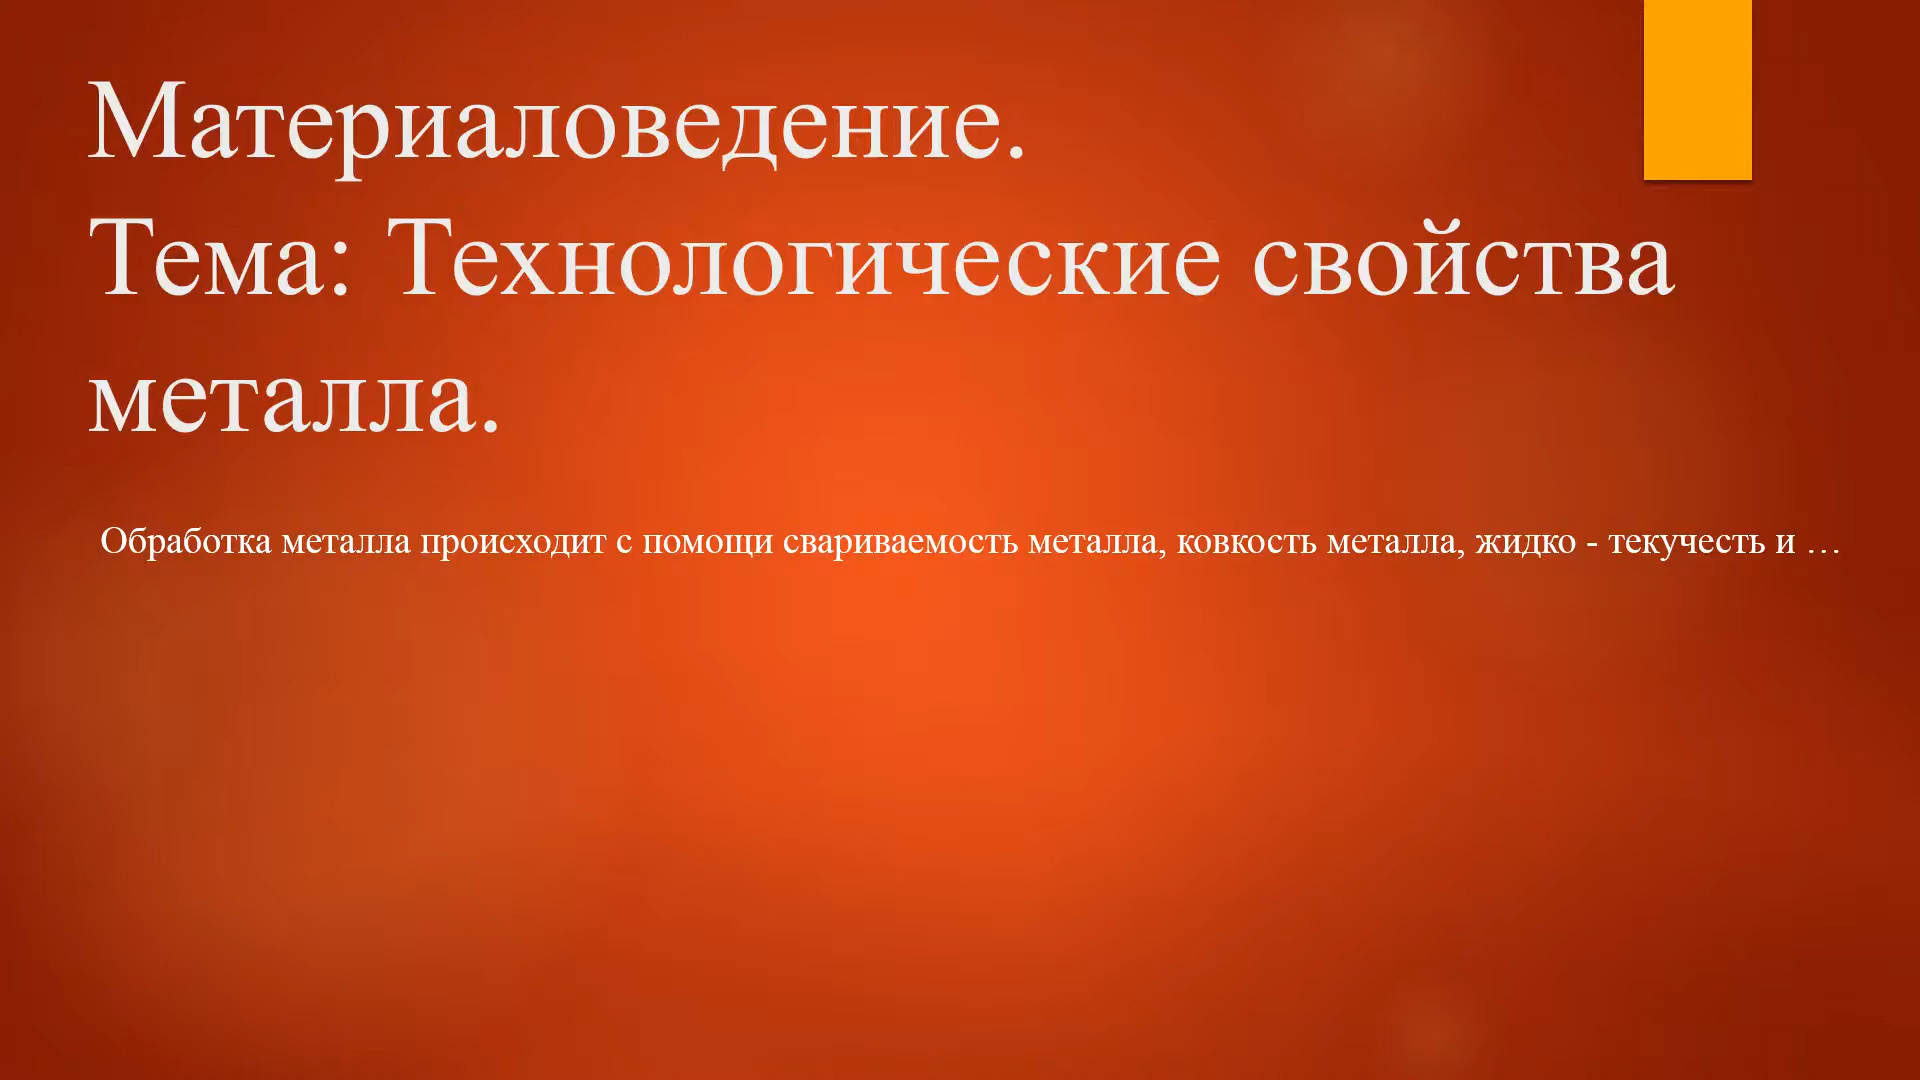 Материаловедение.
Тема: Технологические свойства
металла.
Обработка металла происходит с помощи свариваемость металла, ковкость металла, жидко - текучесть и …